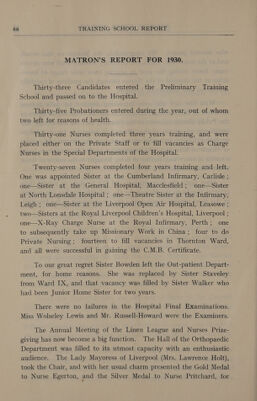 68 TRAINING SCHOOL REPORT
MATRON'S REPORT FOR 1930.
Thirty-three Candidates entered the Preliminary Training
School and passed on to the Hospital.
Thirty-five Probationers entered during the year, out of whom
two left for reasons of health.
Thirty-one Nurses completed three years training, and were
placed either on the Private Staff or to fill vacancies as Charge
Nurses in the Special Departments of the Hospital.
Twenty-seven Nurses completed four years training and left.
One was appointed Sister at the Cumberland Infirmary, Carlisle;
one—Sister at the General Hospital, Macclesfield; one—Sister
at North Lonsdale Hospital; one—Theatre Sister at the Infirmary,
Leigh; one—Sister at the Liverpool Open Air Hospital, Leasowe;
two—Sisters at the Royal Liverpool Children's Hospital, Liverpool;
one—X-Ray Charge Nurse at the Royal Infirmary, Perth; one
to subsequently take up Missionary Work in China; four to do
Private Nursing; fourteen to fill vacancies in Thornton Ward,
and all were successful in gaining the C.M.B. Certificate.
To our great regret Sister Bowden left the Out-patient Depart-
ment, for home reasons. She was replaced by Sister Staveley
from Ward IX, and that vacancy was filled by Sister Walker who
had been Junior Home Sister for two years.
There were no failures in the Hospital Final Examinations.
Miss Wolseley Lewis and Mr. Russell-Howard were the Examiners.
The Annual Meeting of the Linen League and Nurses Prize-
giving has now become a big function. The Hall of the Orthopaedic
Department was filled to its utmost capacity with an enthusiastic
audience. The Lady Mayoress of Liverpool (Mrs. Lawrence Holt),
took the Chair, and with her usual charm presented the Gold Medal
to Nurse Egerton, and the Silver Medal to Nurse Pritchard, for